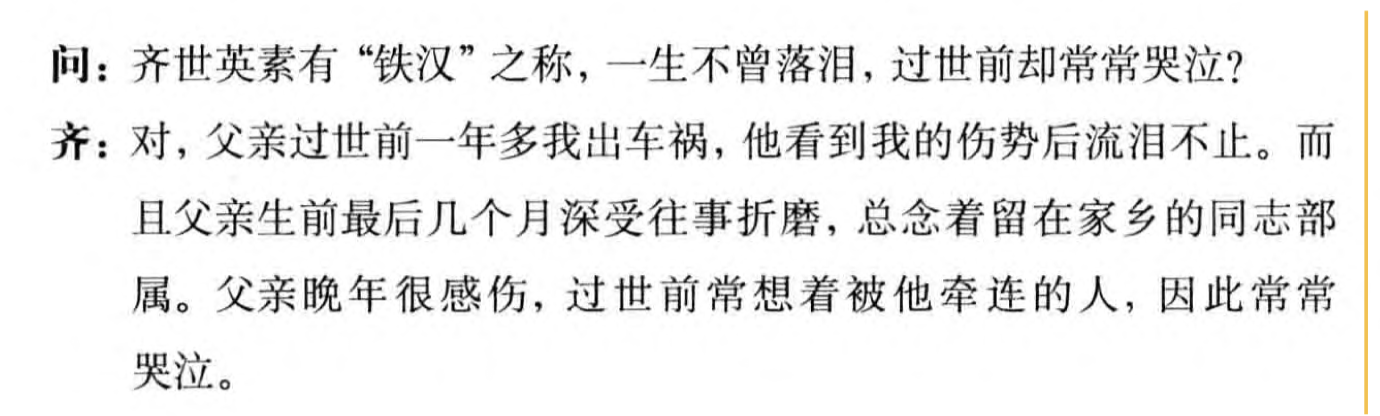 问：齐世英素有“铁汉”之称，一生不曾落泪，过世前却常常哭泣？
齐：对，父亲过世前一年多我出车祸，他看到我的伤势后流泪不止。而
且父亲生前最后几个月深受往事折磨，总念着留在家乡的同志部
属。父亲晚年很感伤，过世前常想着被他牵连的人，因此常常
哭泣。